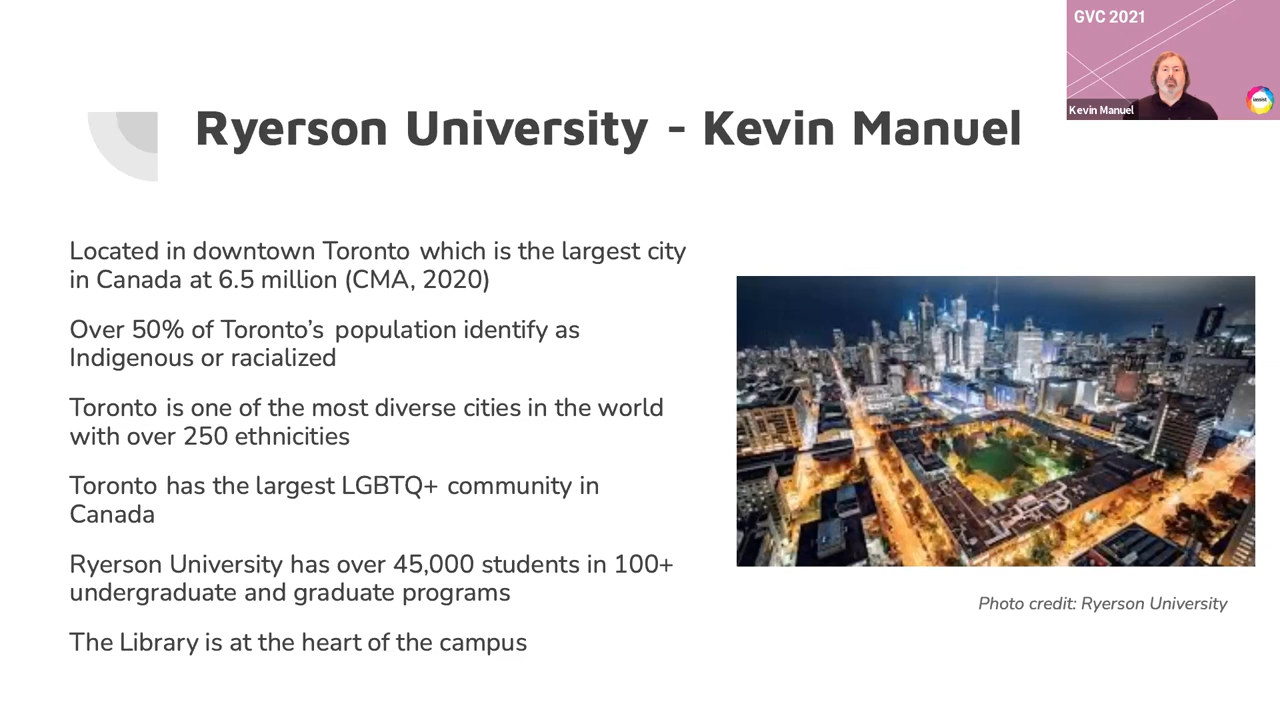 GVC 2021
Kevin Manuel
Ryerson University - Kevin Manuel
Located in downtown Toronto which is the largest city
in Canada at 6.5 million (CMA, 2020)
Over 50% of Toronto's population identify as
Indigenous or racialized
Toronto is one of the most diverse cities in the world
with over 250 ethnicities
Toronto has the largest LGBTQ+ community in
Canada
Ryerson University has over 45,000 students in 100+
undergraduate and graduate programs
The Library is at the heart of the campus
Photo credit: Ryerson University